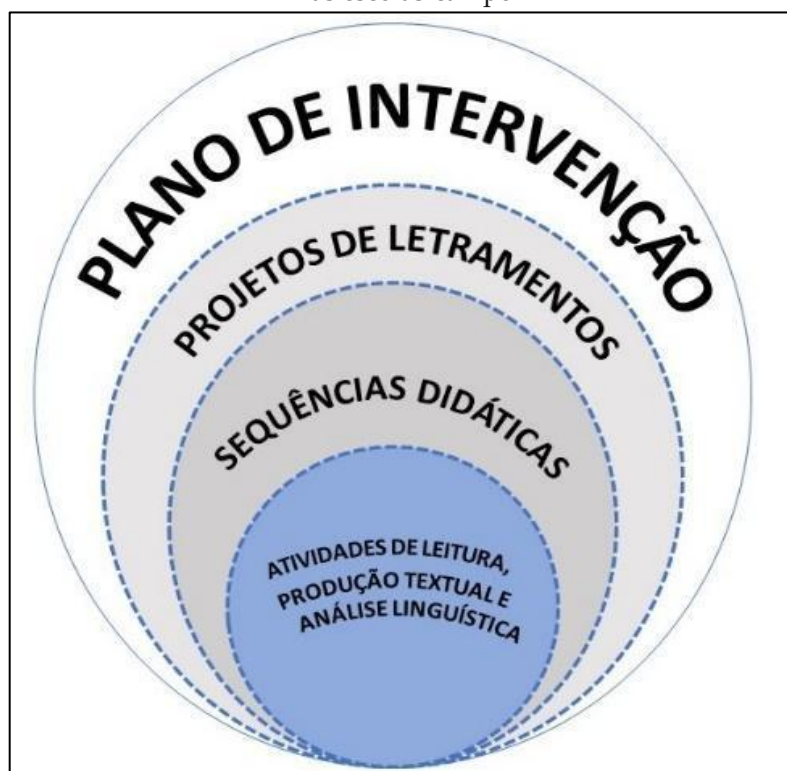 PLANO DE INTERVENÇÃO
PROJETOS DE LETRAMENTOS
SEQUÊNCIAS DIDÁTICAS
ATIVIDADES DE LEITURA,
PRODUÇÃO TEXTUAL E
ANÁLISE LINGUÍSTICA